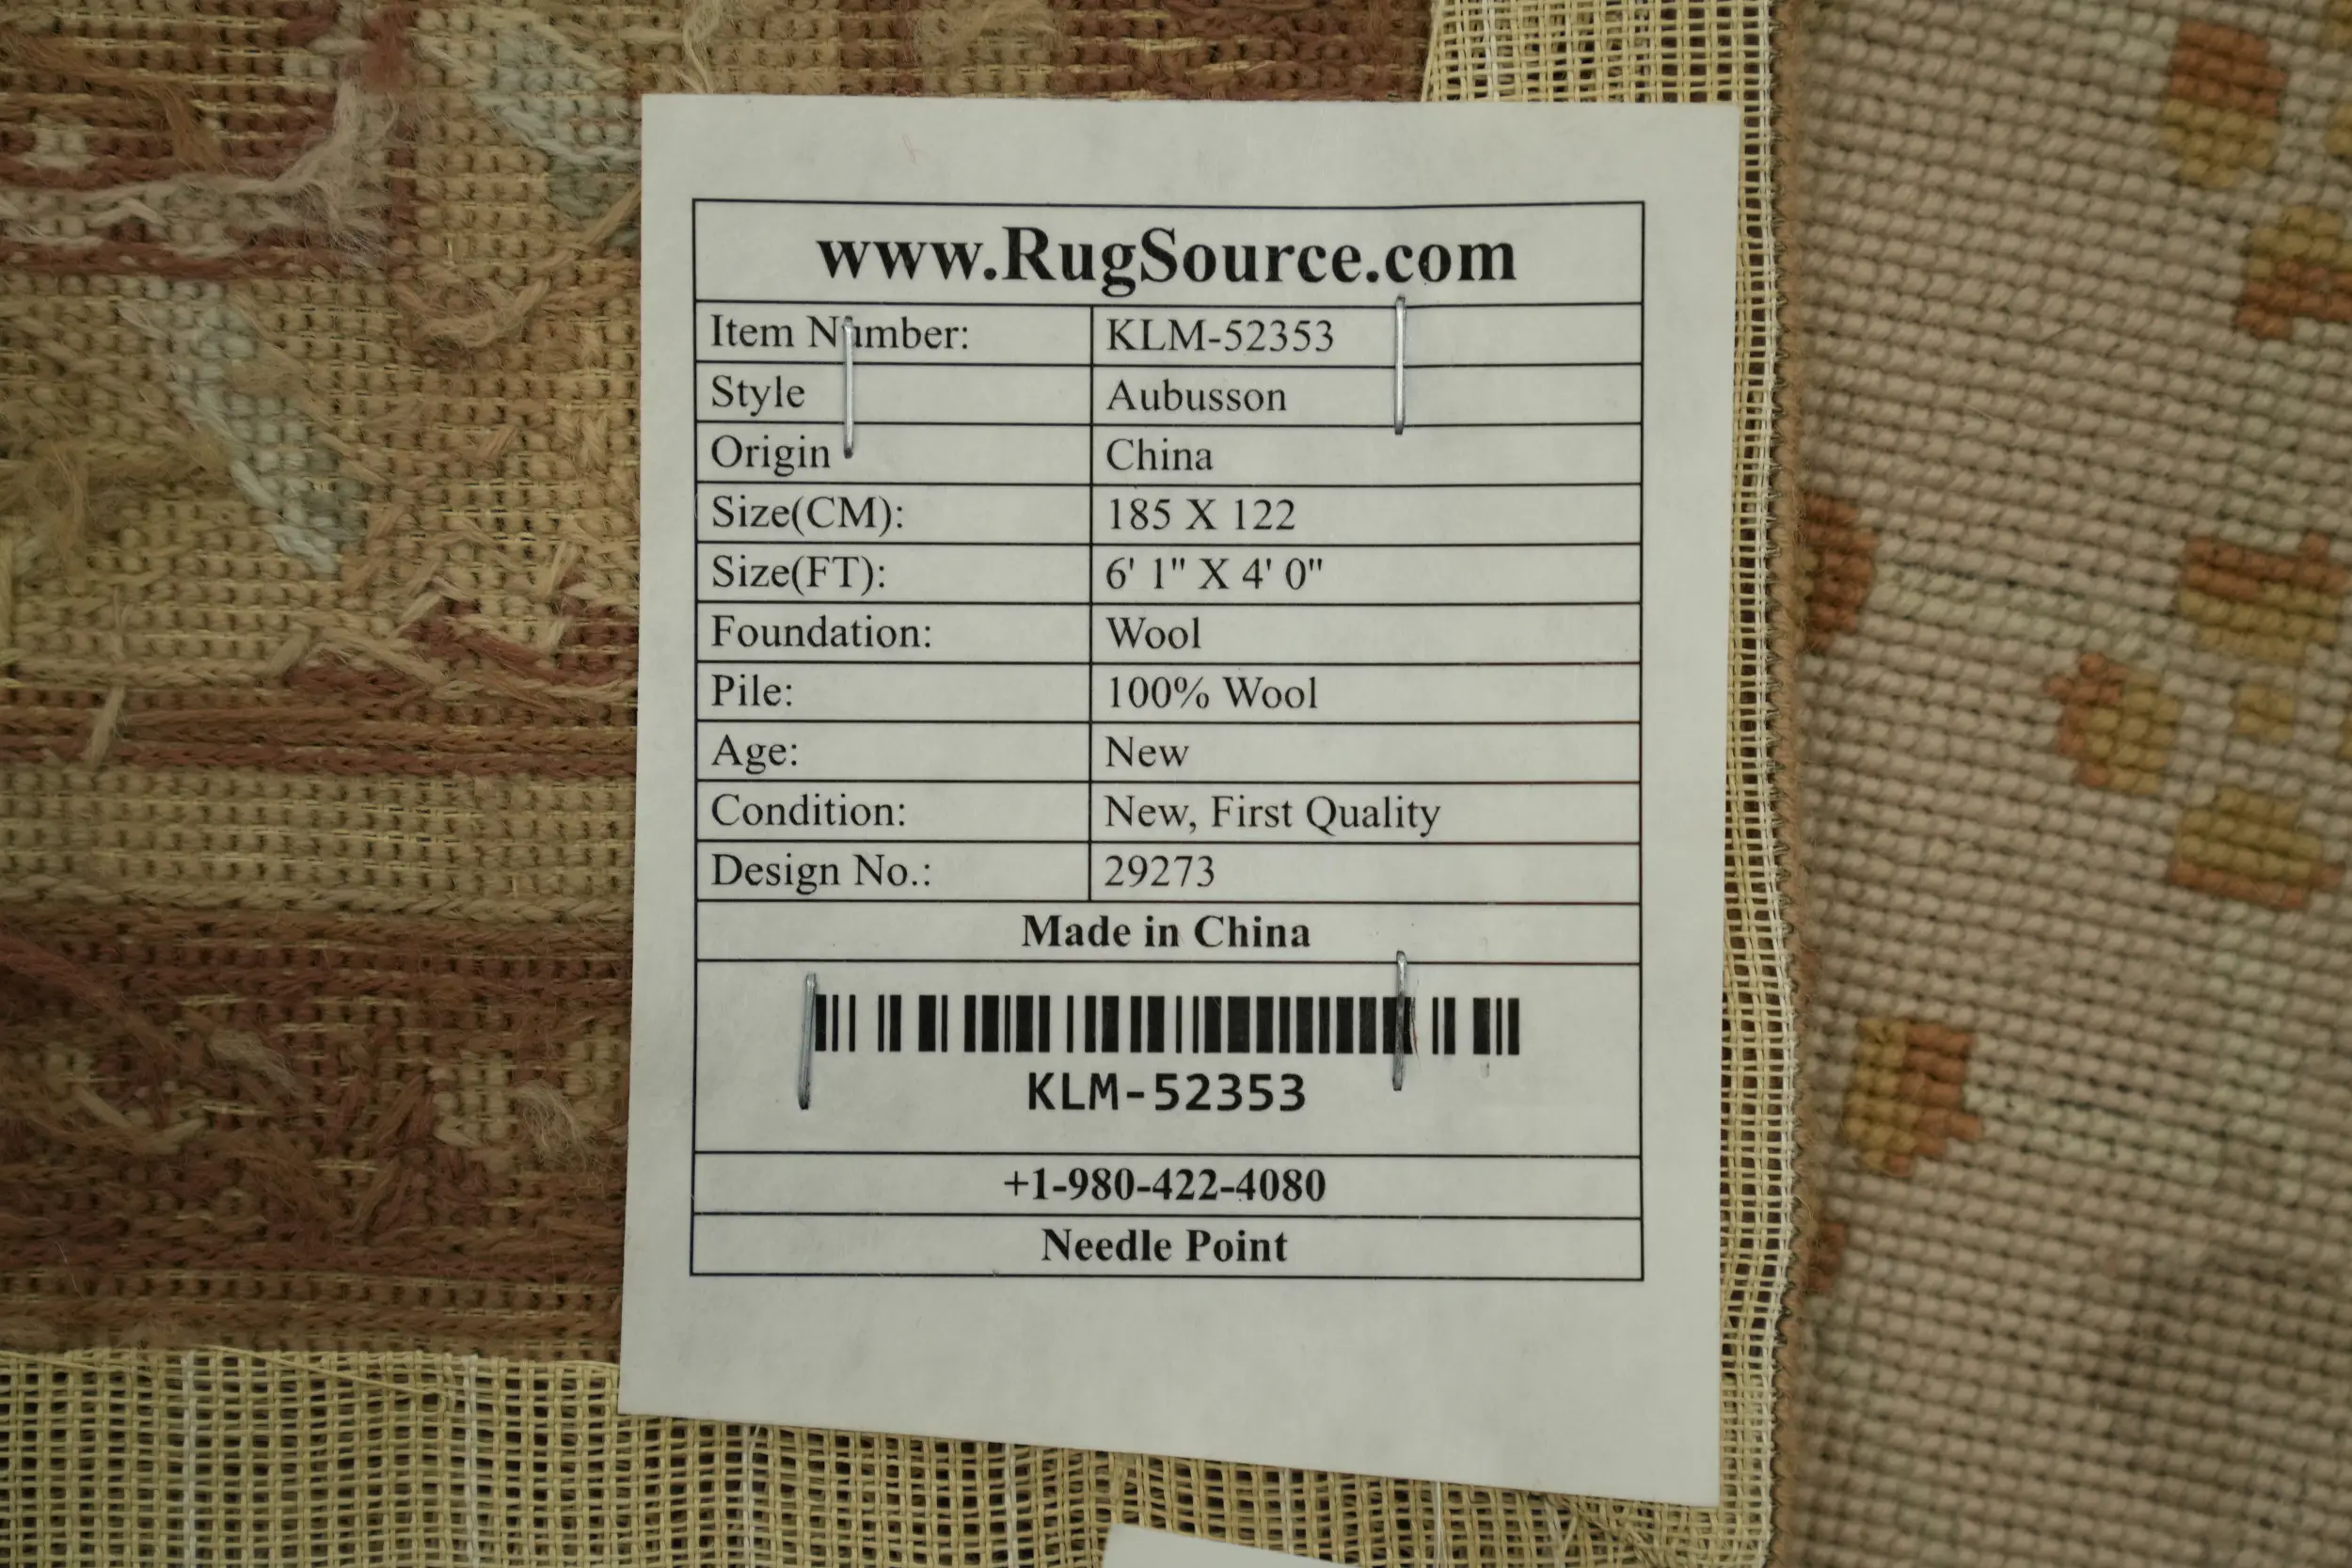 www.RugSource.com
Item Number: KLM-52353
Style Aubusson
Origin China
Size(CM): 185 X 122
Size(FT): 6' 1" X 4' 0"
Foundation: Wool
Pile: 100% Wool
Age: New
Condition: New, First Quality
Design No.: 29273
Made in China
KLM-52353
+1-980-422-4080
Needle Point